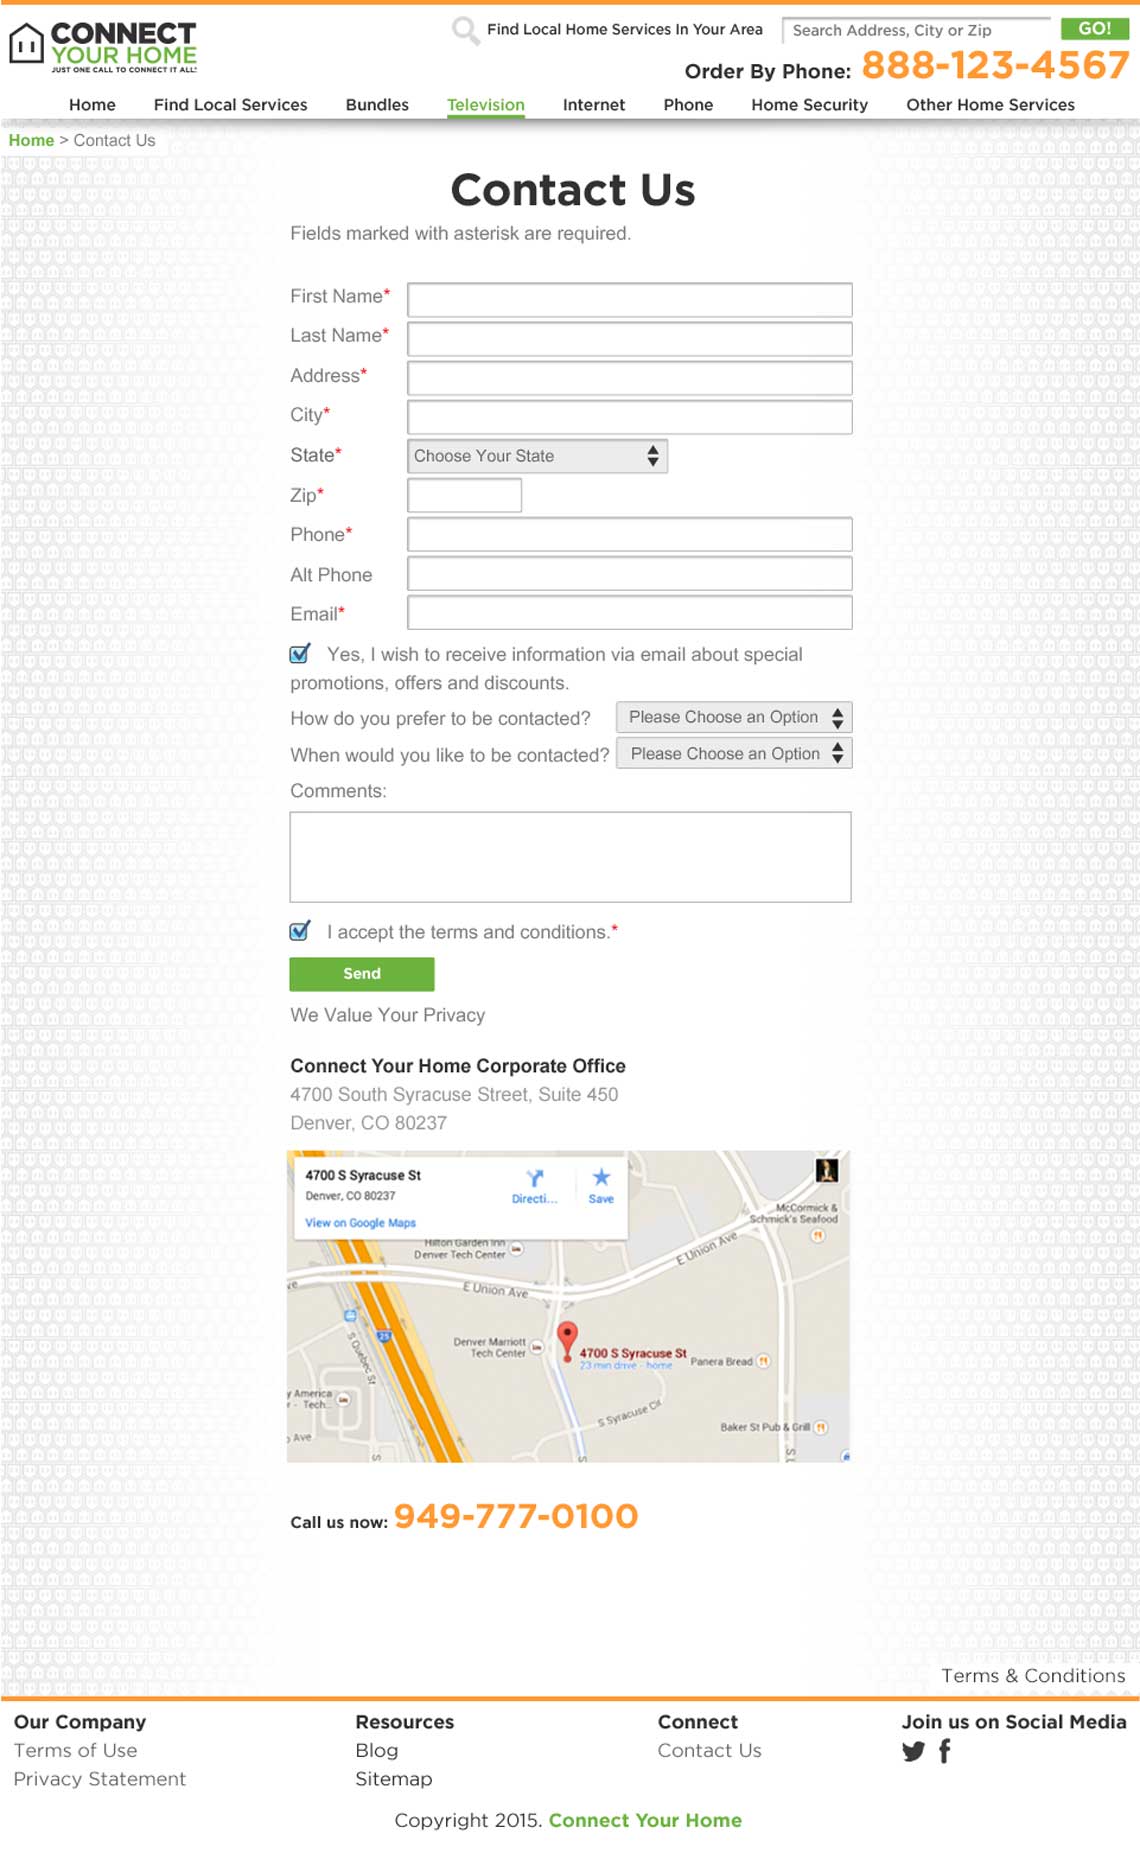 CONNECT
YOUR HOME
JUST ONE CALL TO CONNECT IT ALL!
Find Local Home Services In Your Area
Search Address, City or Zip
GO!
Order By Phone: 888-123-4567
Home Find Local Services Bundles Television Internet Phone Home Security Other Home Services
Home > Contact Us
Contact Us
Fields marked with asterisk are required.
First Name*
Last Name*
Address*
City*
State* Choose Your State
Zip*
Phone*
Alt Phone
Email*
Yes, I wish to receive information via email about special
promotions, offers and discounts.
How do you prefer to be contacted? Please Choose an Option
When would you like to be contacted? Please Choose an Option
Comments:
I accept the terms and conditions.*
Send
We Value Your Privacy
Connect Your Home Corporate Office
4700 South Syracuse Street, Suite 450
Denver, CO 80237
4700 S Syracuse St
Denver, CO 80237
Directi... Save
View on Google Maps
McCormick &
Schmick's Seafood
Hilton Garden Inn
Denver Tech Center
E Union Ave
E Union Ave
ve
25
S Quebec St
Denver Marriott
Tech Center
4700 S Syracuse St
23 min drive - home
Panera Bread
y America
r - Tech...
S Syracuse Cir
Baker St Pub & Grill
Ave
S
S
S
Call us now: 949-777-0100
Terms & Conditions
Our Company Resources Connect Join us on Social Media
Terms of Use Blog Contact Us
Privacy Statement Sitemap
Copyright 2015. Connect Your Home